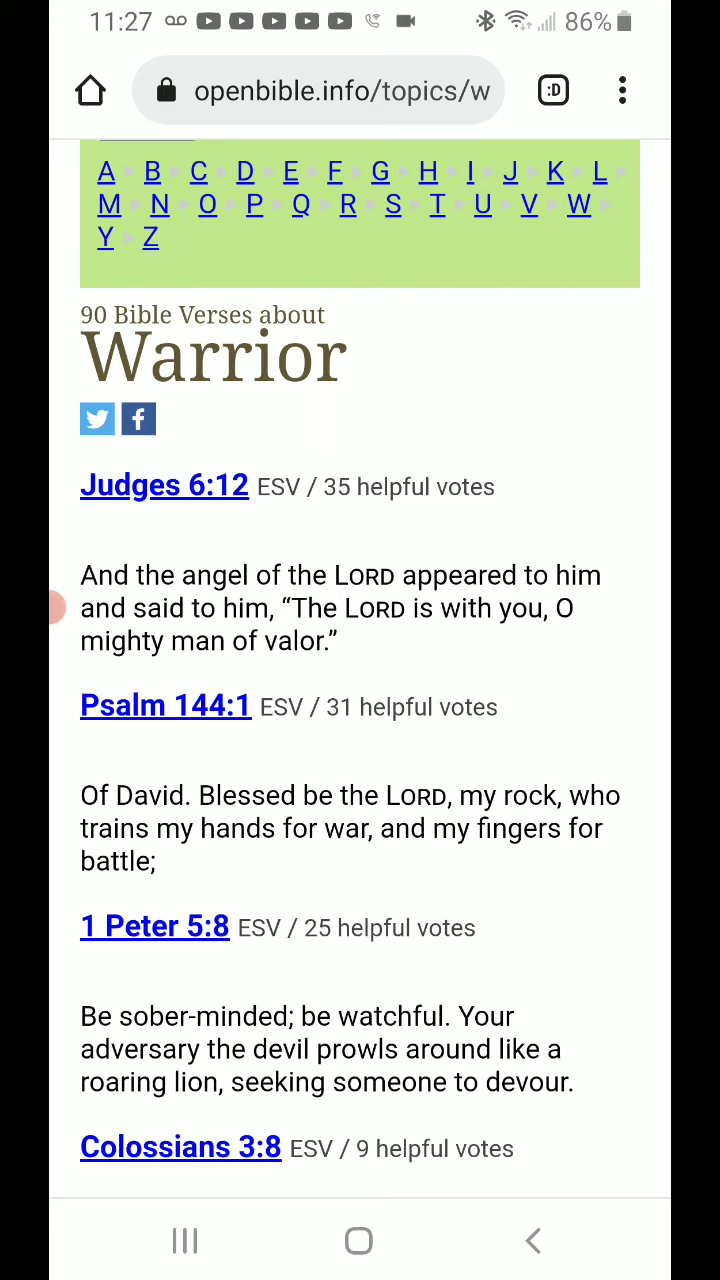 11:27 86%
openbible.info/topics/w :D
A B C D E F G H I J K L
M N O P Q R S T U V W
Y Z
90 Bible Verses about
Warrior
Judges 6:12 ESV / 35 helpful votes
And the angel of the LORD appeared to him
and said to him, “The LORD is with you, O
mighty man of valor.”
Psalm 144:1 ESV / 31 helpful votes
Of David. Blessed be the LORD, my rock, who
trains my hands for war, and my fingers for
battle;
1 Peter 5:8 ESV / 25 helpful votes
Be sober-minded; be watchful. Your
adversary the devil prowls around like a
roaring lion, seeking someone to devour.
Colossians 3:8 ESV / 9 helpful votes